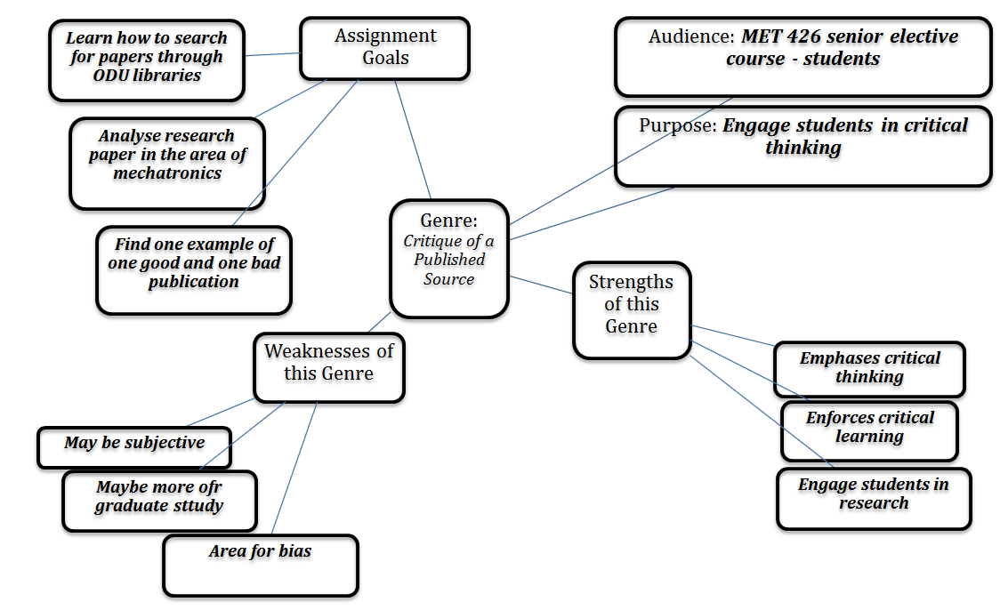 Learn how to search
for papers through
ODU libraries
Assignment
Goals
Audience: MET 426 senior elective
course - students
Analyse research
paper in the area of
mechatronics
Purpose: Engage students in critical
thinking
Find one example of
one good and one bad
publication
Genre:
Critique of a
Published
Source
Strengths
of this
Genre
Weaknesses of
this Genre
Emphases critical
thinking
Enforces critical
learning
Engage students in
research
May be subjective
Maybe more ofr
graduate sttudy
Area for bias